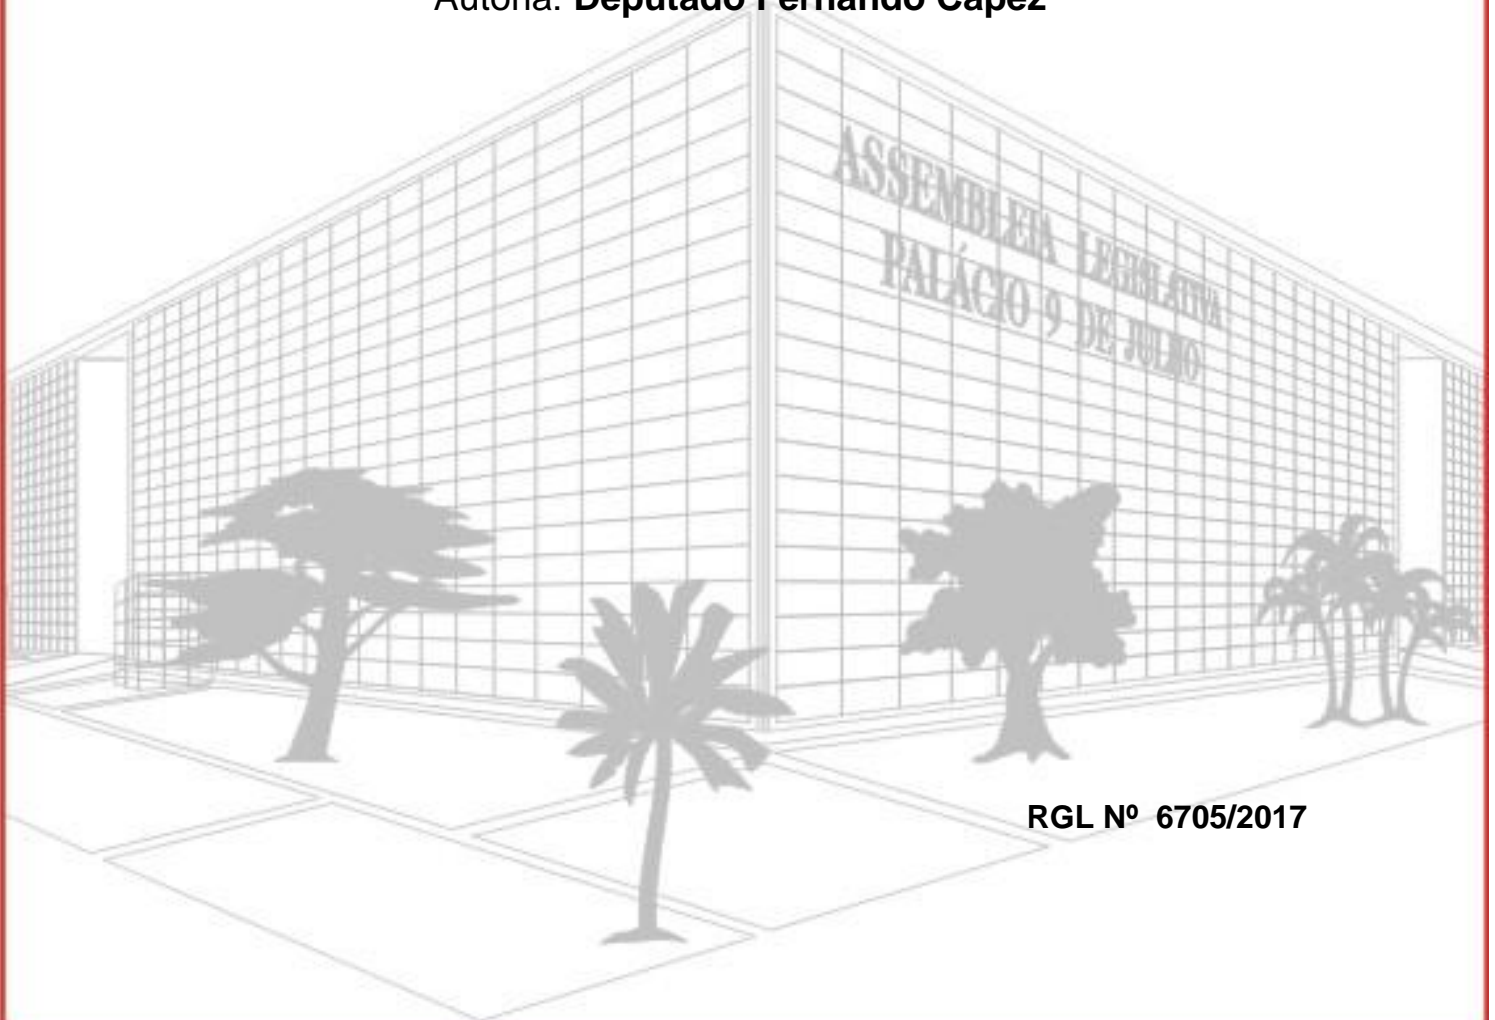 Autoria: Deputado Fernando Capez
ASSEMBLEIA LEGISLATIVA
PALÁCIO 9 DE JULHO
RGL Nº 6705/2017